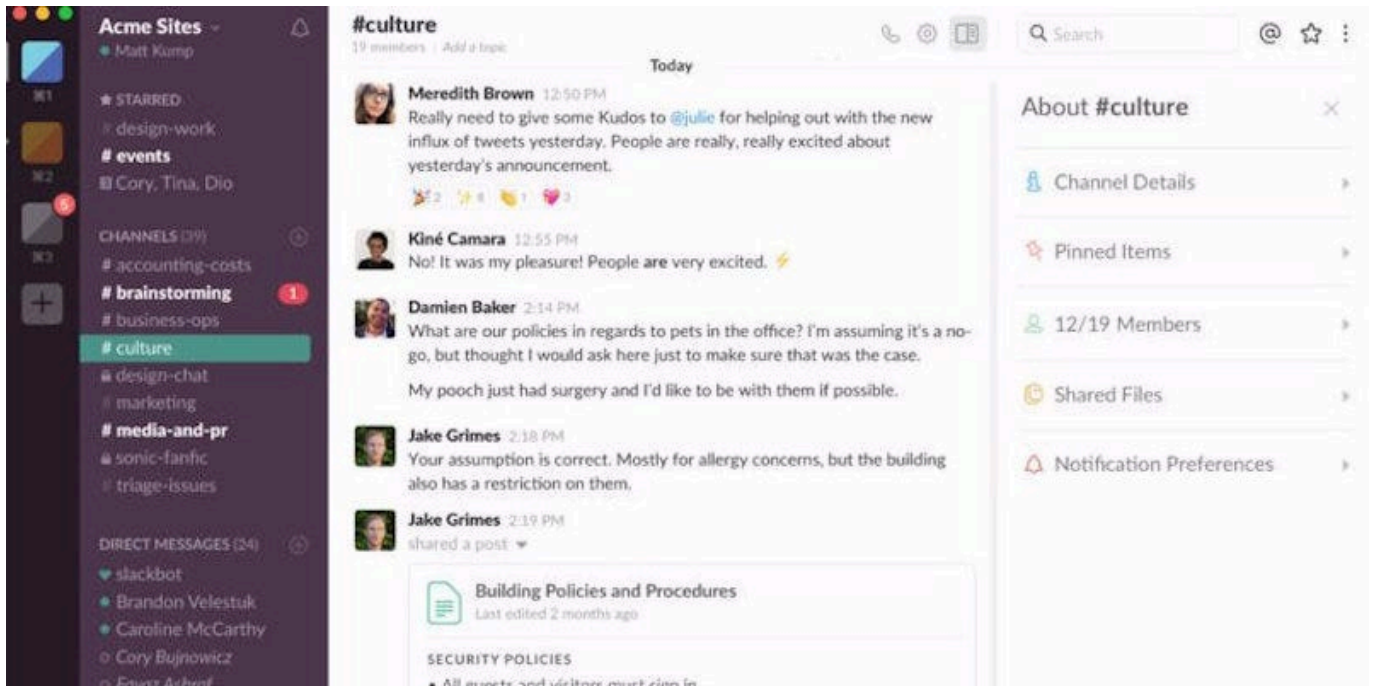 Acme Sites
Matt Kump
⌘1
⌘2
5
⌘3
STARRED
# design-work
# events
Cory, Tina, Dio
CHANNELS (39)
# accounting-costs
# brainstorming 1
# business-ops
# culture
design-chat
# marketing
# media-and-pr
sonic-fanfic
# triage-issues
DIRECT MESSAGES (24)
slackbot
Brandon Velestuk
Caroline McCarthy
Cory Bujnowicz
#culture
19 members | Add a topic
Search
Today
Meredith Brown 12:50 PM
Really need to give some Kudos to @julie for helping out with the new
influx of tweets yesterday. People are really, really excited about
yesterday's announcement.
Kiné Camara 12:55 PM
No! It was my pleasure! People are very excited. ⚡
Damien Baker 2:14 PM
What are our policies in regards to pets in the office? I'm assuming it's a no-
go, but thought I would ask here just to make sure that was the case.
My pooch just had surgery and I'd like to be with them if possible.
Jake Grimes 2:18 PM
Your assumption is correct. Mostly for allergy concerns, but the building
also has a restriction on them.
Jake Grimes 2:19 PM
shared a post
Building Policies and Procedures
Last edited 2 months ago
SECURITY POLICIES
• All guests and visitors must sign in
About #culture
Channel Details
Pinned Items
12/19 Members
Shared Files
Notification Preferences